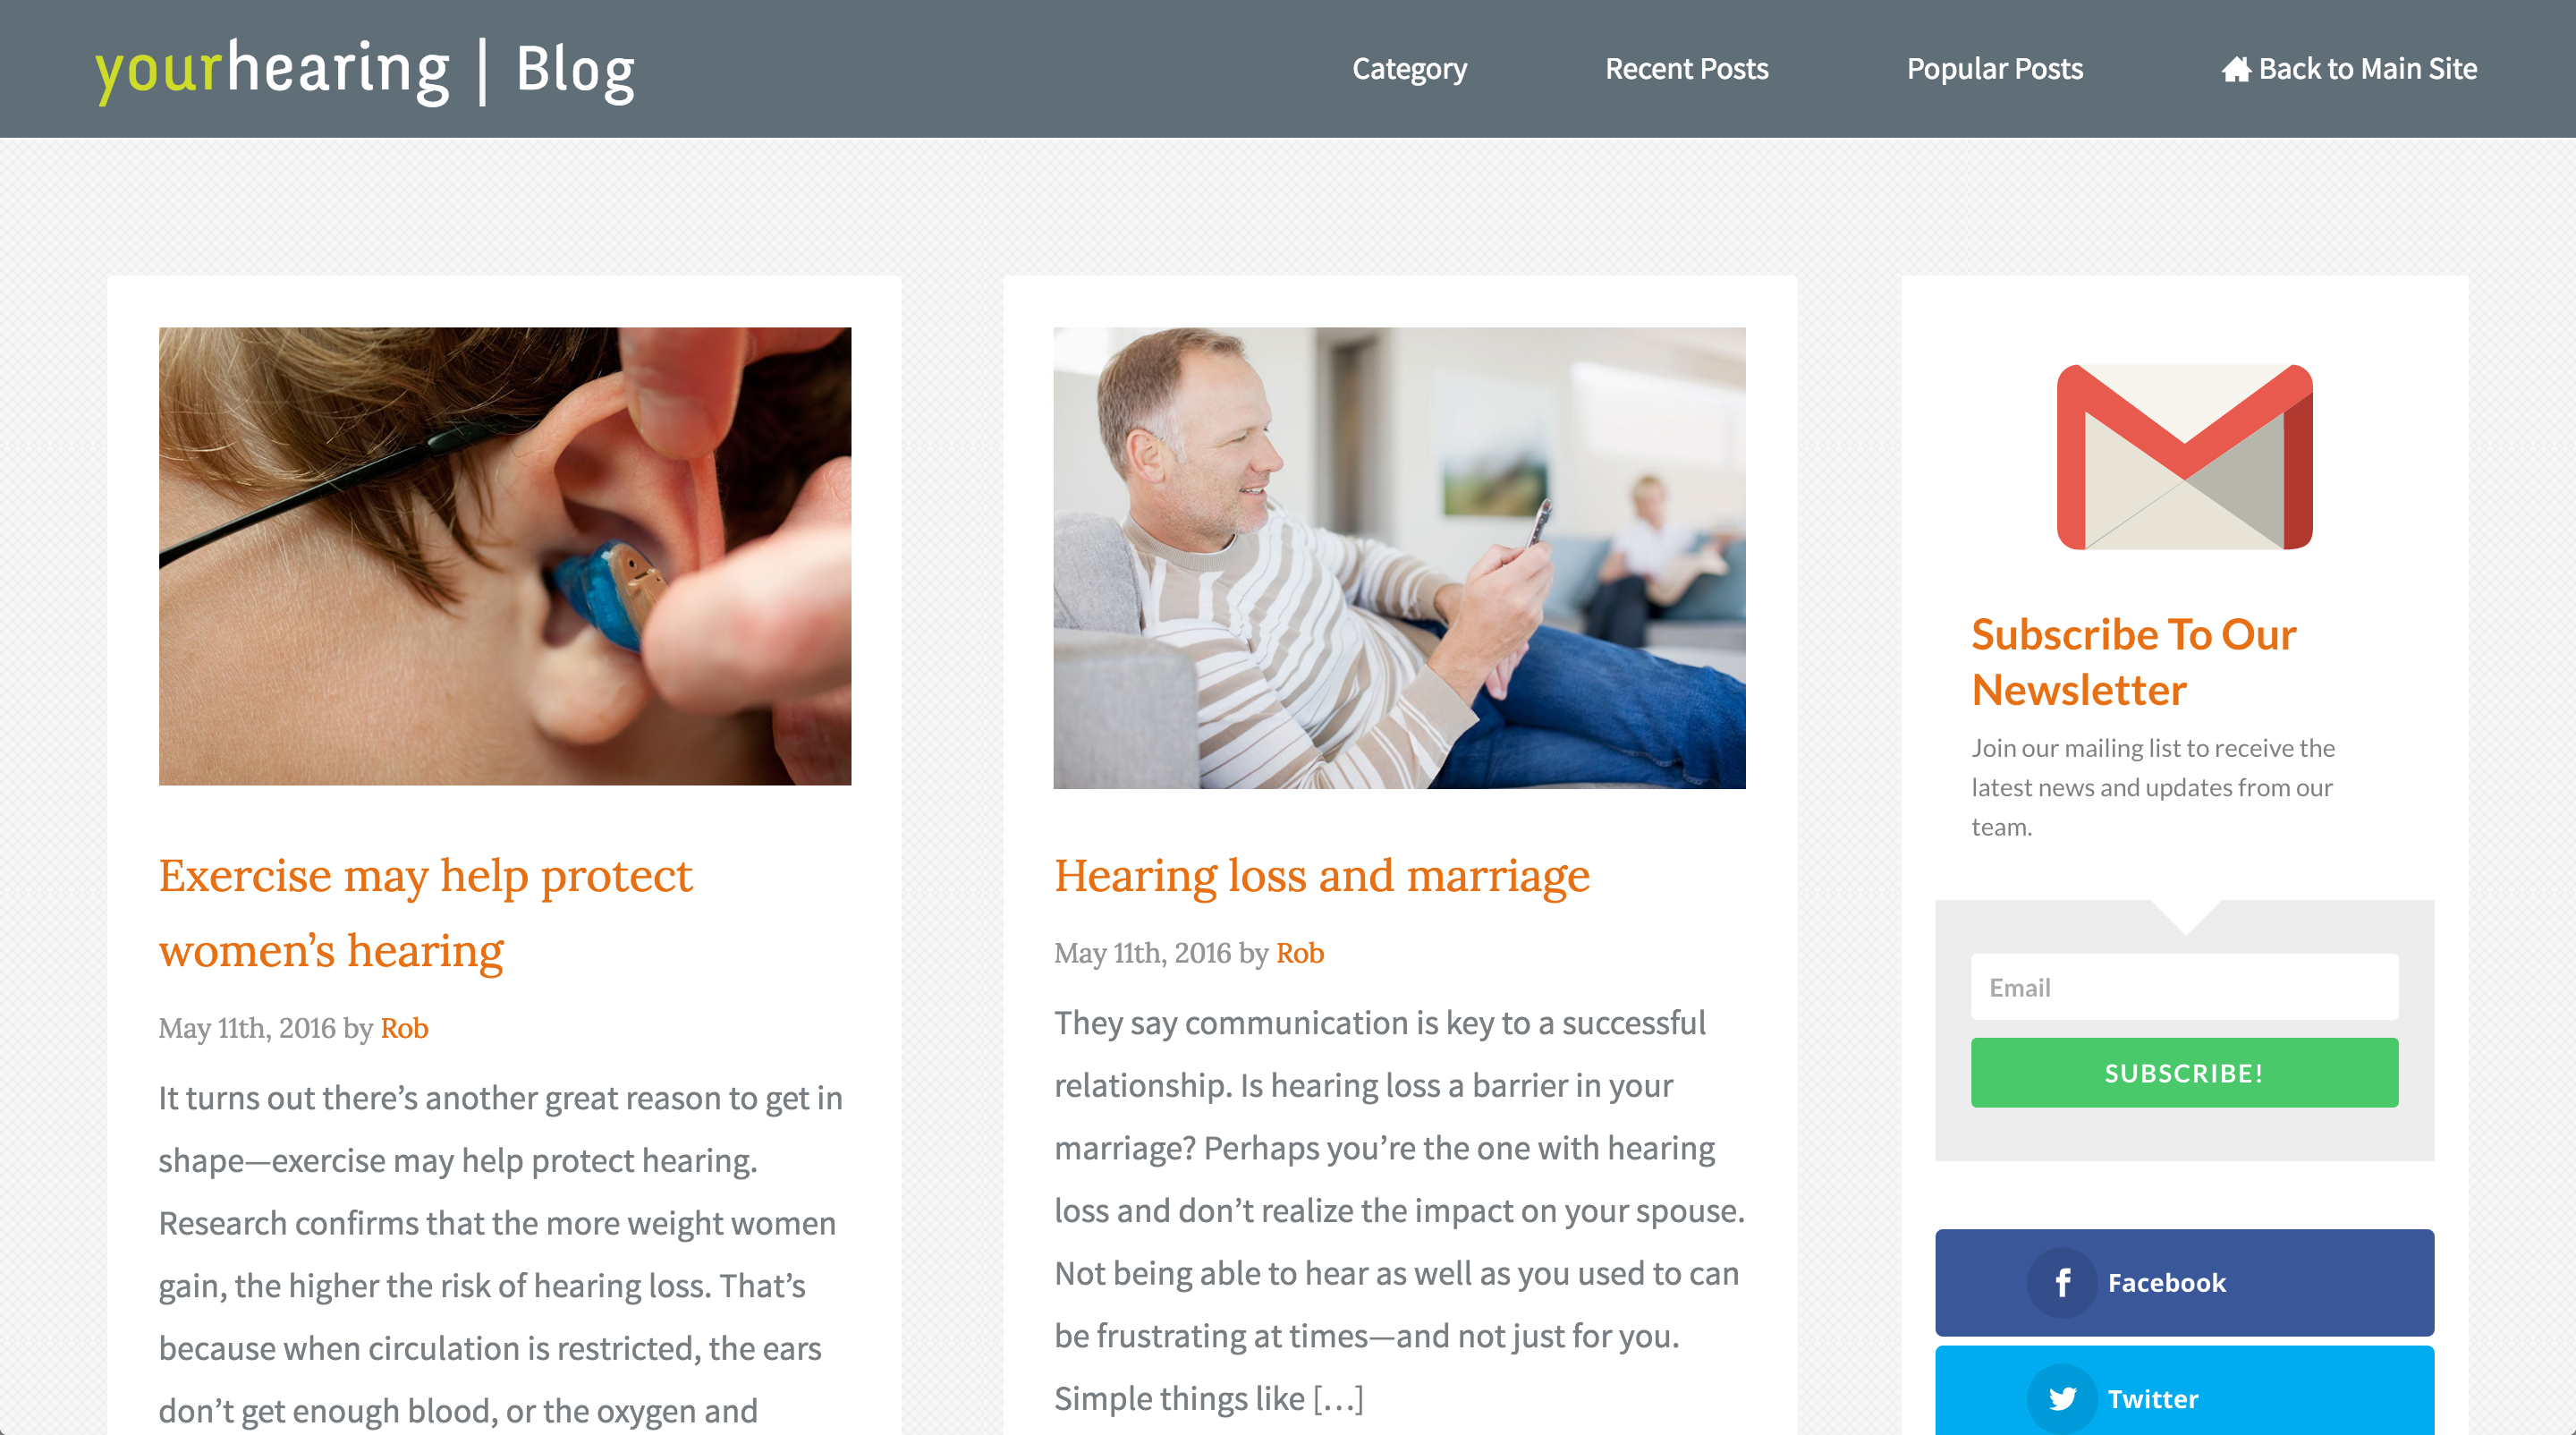 yourhearing | Blog
Category
Recent Posts
Popular Posts
Back to Main Site
Exercise may help protect
women’s hearing
May 11th, 2016 by Rob
It turns out there’s another great reason to get in
shape—exercise may help protect hearing.
Research confirms that the more weight women
gain, the higher the risk of hearing loss. That’s
because when circulation is restricted, the ears
don’t get enough blood, or the oxygen and
Hearing loss and marriage
May 11th, 2016 by Rob
They say communication is key to a successful
relationship. Is hearing loss a barrier in your
marriage? Perhaps you’re the one with hearing
loss and don’t realize the impact on your spouse.
Not being able to hear as well as you used to can
be frustrating at times—and not just for you.
Simple things like […]
Subscribe To Our
Newsletter
Join our mailing list to receive the
latest news and updates from our
team.
Email
SUBSCRIBE!
Facebook
Twitter